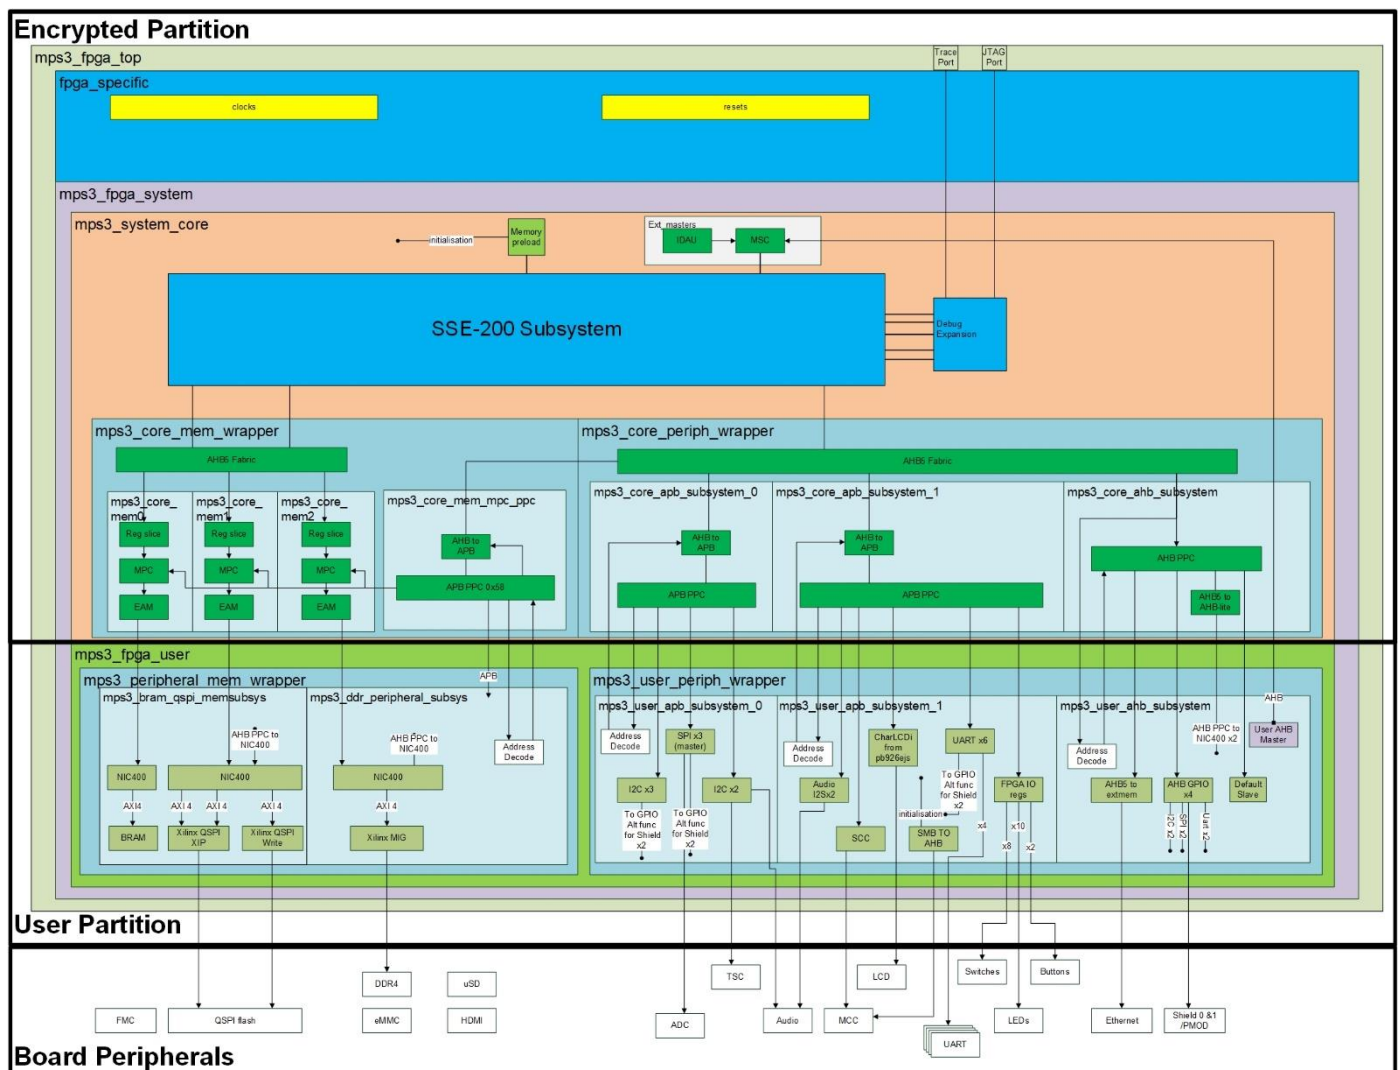 Encrypted Partition
mps3_fpga_top
Trace
Port
JTAG
Port
fpga_specific
clocks
resets
mps3_fpga_system
mps3_system_core
initialisation
Memory
preload
Ext_masters
IDAU
MSC
SSE-200 Subsystem
Debug
Expansion
mps3_core_mem_wrapper
AHB5 Fabric
mps3_core_
mem0
Reg slice
MPC
EAM
mps3_core_
mem1
Reg slice
MPC
EAM
mps3_core_
mem2
Reg slice
MPC
EAM
mps3_core_mem_mpc_ppc
AHB to
APB
APB PPC 0x58
mps3_core_periph_wrapper
AHB5 Fabric
mps3_core_apb_subsystem_0
AHB to
APB
APB PPC
mps3_core_apb_subsystem_1
AHB to
APB
APB PPC
mps3_core_ahb_subsystem
AHB PPC
AHB5 to
AHB-lite
mps3_fpga_user
mps3_peripheral_mem_wrapper
mps3_bram_qspi_memsubsys
AHB PPC to
NIC400
NIC400
NIC400
AXI4
AXI 4
AXI 4
BRAM
Xilinx QSPI
XIP
Xilinx QSPI
Write
mps3_ddr_peripheral_subsys
AHB PPC to
NIC400
NIC400
AXI 4
Xilinx MIG
APB
Address
Decode
mps3_user_periph_wrapper
mps3_user_apb_subsystem_0
Address
Decode
SPI x3
(master)
I2C x3
I2C x2
To GPIO
Alt func
for Shield
x2
To GPIO
Alt func
for Shield
x2
mps3_user_apb_subsystem_1
Address
Decode
CharLCDi
from
pb926ejs
UART x6
Audio
I2Sx2
To GPIO
Alt func
for Shield
x2
FPGA IO
regs
initialisation
SCC
SMB TO
AHB
x4
x8
x10
x2
mps3_user_ahb_subsystem
Address
Decode
AHB PPC to
NIC400 x2
AHB
User AHB
Master
AHB5 to
extmem
AHB GPIO
x4
Default
Slave
I2C x2
SPI x2
Uart x2
User Partition
DDR4
uSD
TSC
LCD
Switches
Buttons
FMC
QSPI flash
eMMC
HDMI
ADC
Audio
MCC
UART
LEDs
Ethernet
Shield 0 &1
/PMOD
Board Peripherals